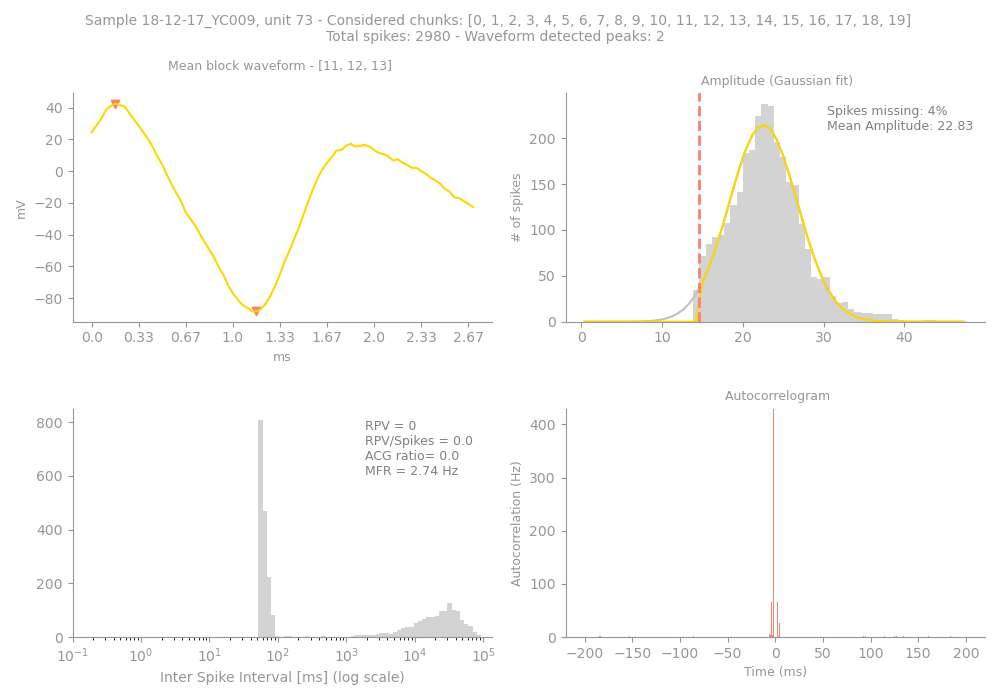 Sample 18-12-17_YC009, unit 73 - Considered chunks: [0, 1, 2, 3, 4, 5, 6, 7, 8, 9, 10, 11, 12, 13, 14, 15, 16, 17, 18, 19]
Total spikes: 2980 - Waveform detected peaks: 2
Mean block waveform - [11, 12, 13]
40
20
0
−20
−40
−60
−80
mV
0.0 0.33 0.67 1.0 1.33 1.67 2.0 2.33 2.67
ms
Amplitude (Gaussian fit)
Spikes missing: 4%
Mean Amplitude: 22.83
200
150
100
50
0
# of spikes
0 10 20 30 40
800
600
400
200
0
RPV = 0
RPV/Spikes = 0.0
ACG ratio= 0.0
MFR = 2.74 Hz
10⁻¹ 10⁰ 10¹ 10² 10³ 10⁴ 10⁵
Inter Spike Interval [ms] (log scale)
Autocorrelogram
400
300
200
100
0
Autocorrelation (Hz)
−200 −150 −100 −50 0 50 100 150 200
Time (ms)